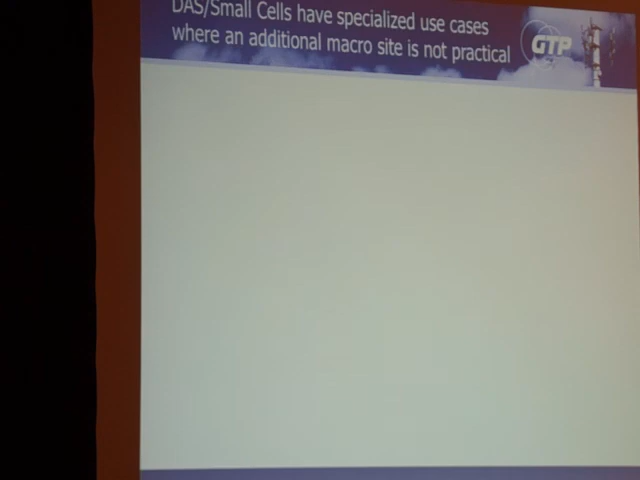 DAS/Small Cells have specialized use cases
where an additional macro site is not practical
GTP